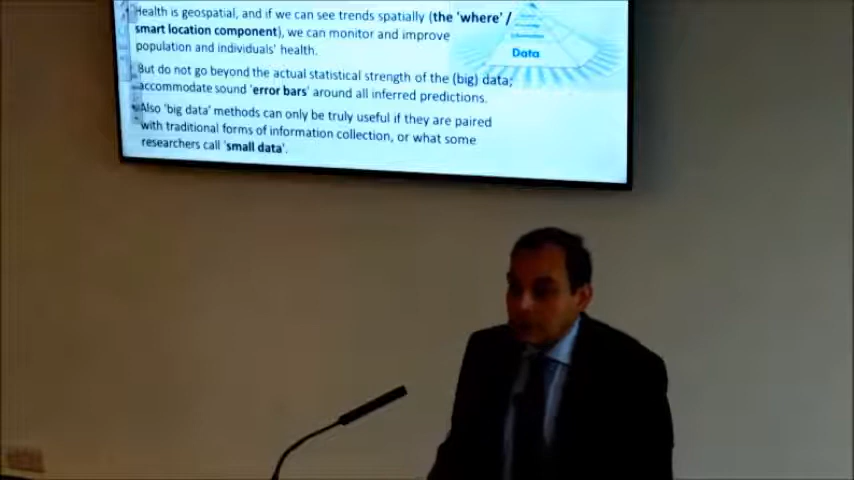 Health is geospatial, and if we can see trends spatially (the 'where' /
smart location component), we can monitor and improve
population and individuals' health.
But do not go beyond the actual statistical strength of the (big) data;
accommodate sound 'error bars' around all inferred predictions.
Also 'big data' methods can only be truly useful if they are paired
with traditional forms of information collection, or what some
researchers call 'small data'.
Information
Data